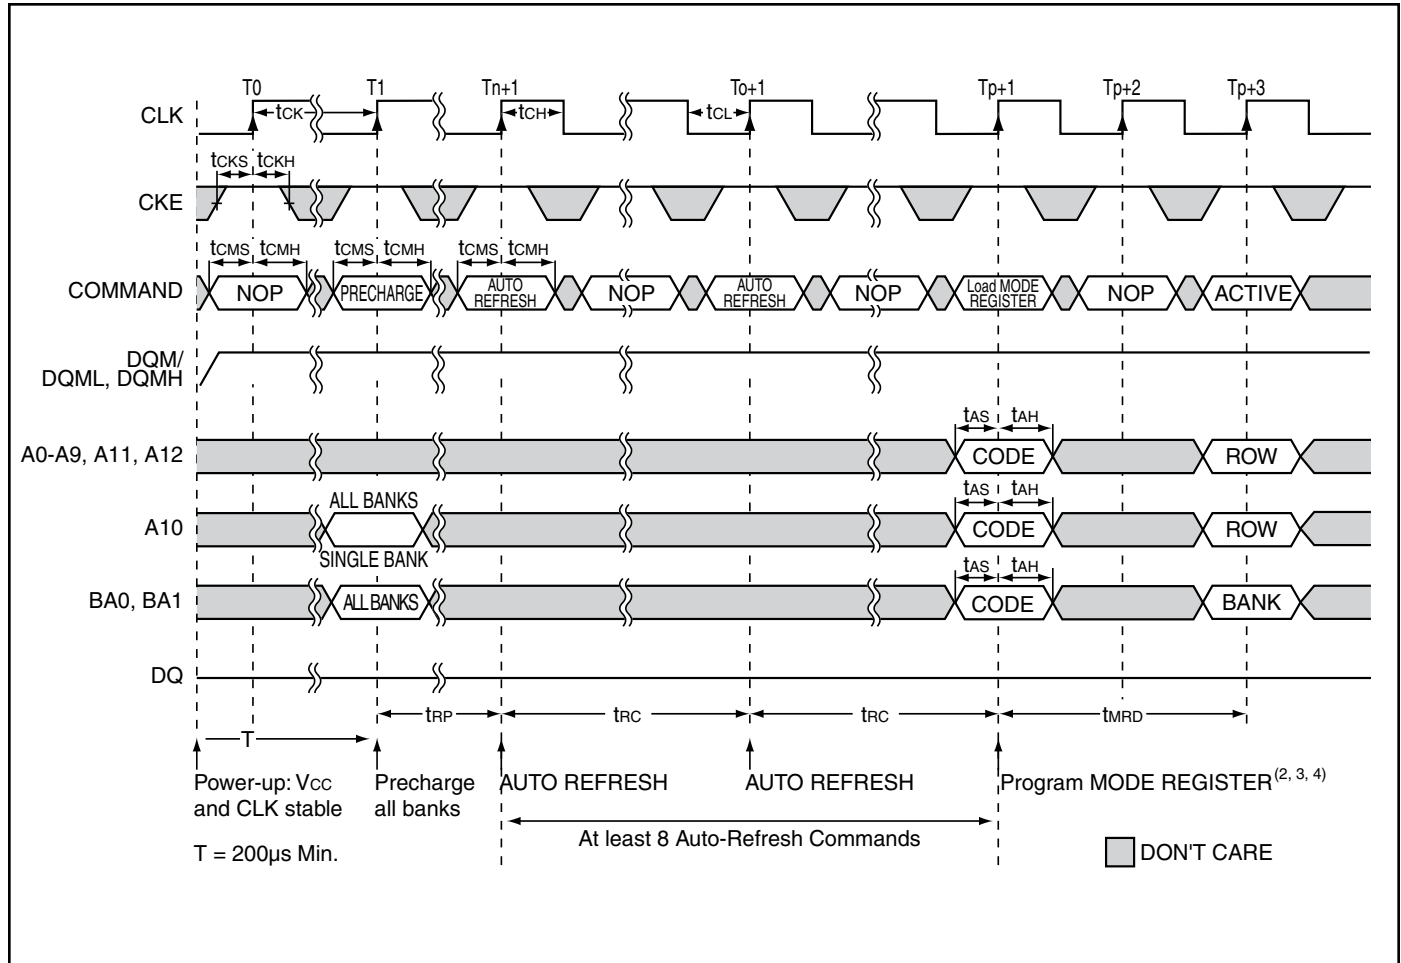 T0 T1 Tn+1 To+1 Tp+1 Tp+2 Tp+3
CLK tCK tCH tCL
tCKS tCKH
CKE
tCMS tCMH tCMS tCMH tCMS tCMH
COMMAND NOP PRECHARGE AUTO REFRESH NOP AUTO REFRESH NOP Load MODE REGISTER NOP ACTIVE
DQM/
DQML, DQMH
tAS tAH
A0-A9, A11, A12 CODE ROW
ALL BANKS tAS tAH
A10 CODE ROW
SINGLE BANK
tAS tAH
BA0, BA1 ALL BANKS CODE BANK
DQ
tRP tRC tRC tMRD
T
Power-up: VCC Precharge AUTO REFRESH AUTO REFRESH Program MODE REGISTER(2, 3, 4)
and CLK stable all banks
At least 8 Auto-Refresh Commands
T = 200µs Min. DON'T CARE